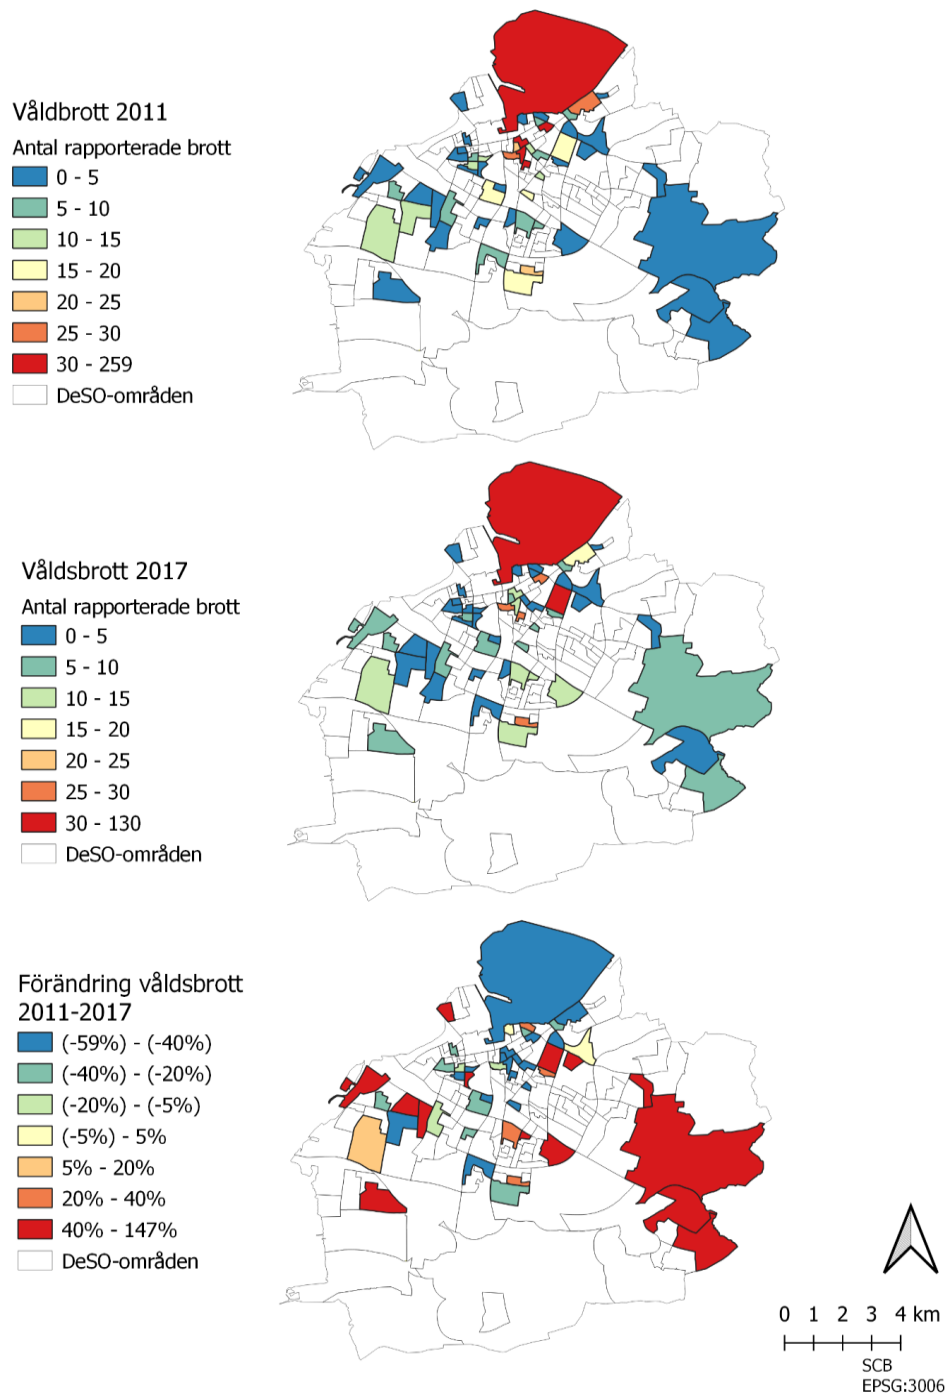 Våldbrott 2011
Antal rapporterade brott
0 - 5
5 - 10
10 - 15
15 - 20
20 - 25
25 - 30
30 - 259
DeSO-områden
Våldsbrott 2017
Antal rapporterade brott
0 - 5
5 - 10
10 - 15
15 - 20
20 - 25
25 - 30
30 - 130
DeSO-områden
Förändring våldsbrott
2011-2017
(-59%) - (-40%)
(-40%) - (-20%)
(-20%) - (-5%)
(-5%) - 5%
5% - 20%
20% - 40%
40% - 147%
DeSO-områden
0 1 2 3 4 km
SCB
EPSG:3006